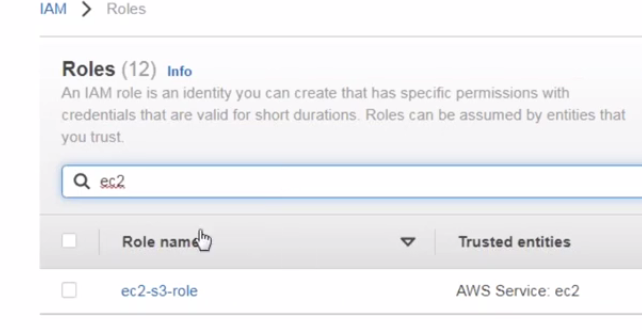 IAM > Roles
Roles (12) Info
An IAM role is an identity you can create that has specific permissions with
credentials that are valid for short durations. Roles can be assumed by entities that
you trust.
ec2
Role name Trusted entities
ec2-s3-role AWS Service: ec2